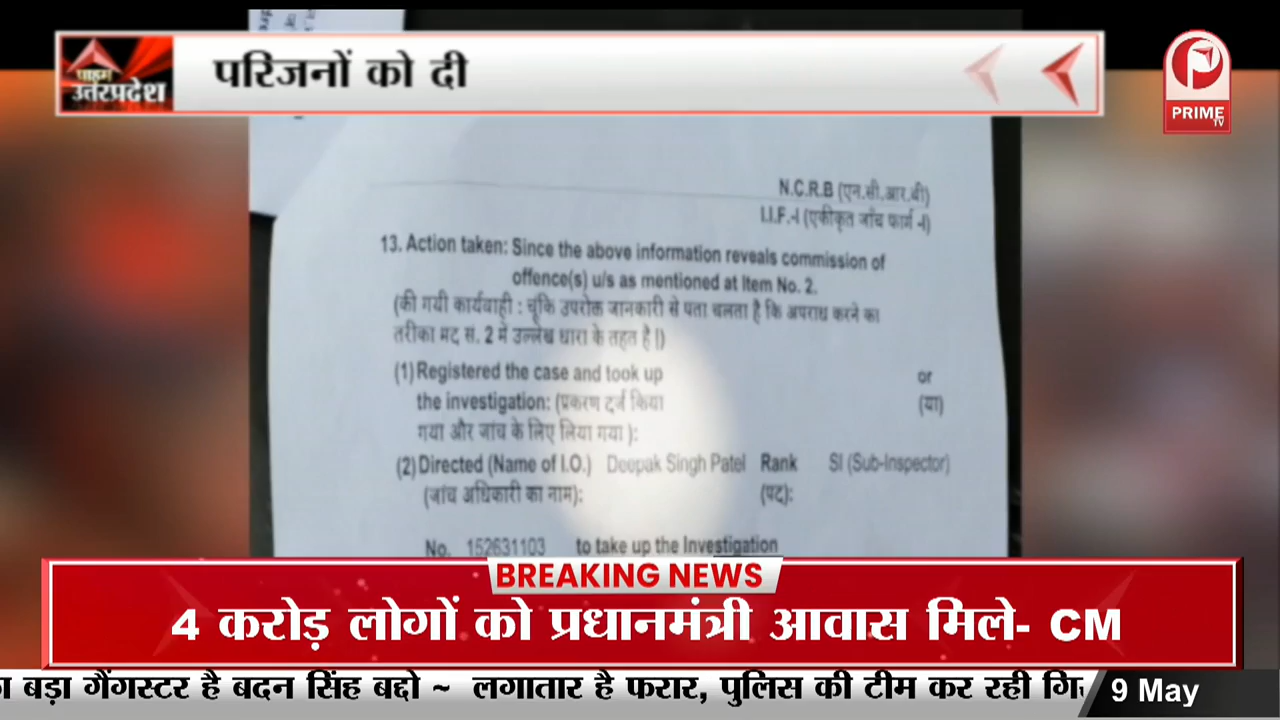 प्राइम
उत्तरप्रदेश
परिजनों को दी
PRIME
TV
N.C.R.B (एन.सी.आर.बी)
I.I.F.-I (एकीकृत जाँच फार्म -I)
13. Action taken: Since the above information reveals commission of
offence(s) u/s as mentioned at Item No. 2.
(की गयी कार्यवाही : चूंकि उपरोक्त जानकारी से पता चलता है कि अपराध करने का
तरीका मद स. 2 में उल्लेख धारा के तहत है।)
(1) Registered the case and took up or
the investigation: (प्रकरण दर्ज किया (या)
गया और जांच के लिए लिया गया ):
(2) Directed (Name of I.O.) Deepak Singh Patel Rank SI (Sub-Inspector)
(जांच अधिकारी का नाम): (पद):
No. 152631103 to take up the Investigation
BREAKING NEWS
4 करोड़ लोगों को प्रधानमंत्री आवास मिले- CM
बड़ा गैंगस्टर है बदन सिंह बद्दो ~ लगातार है फरार, पुलिस की टीम कर रही
9 May